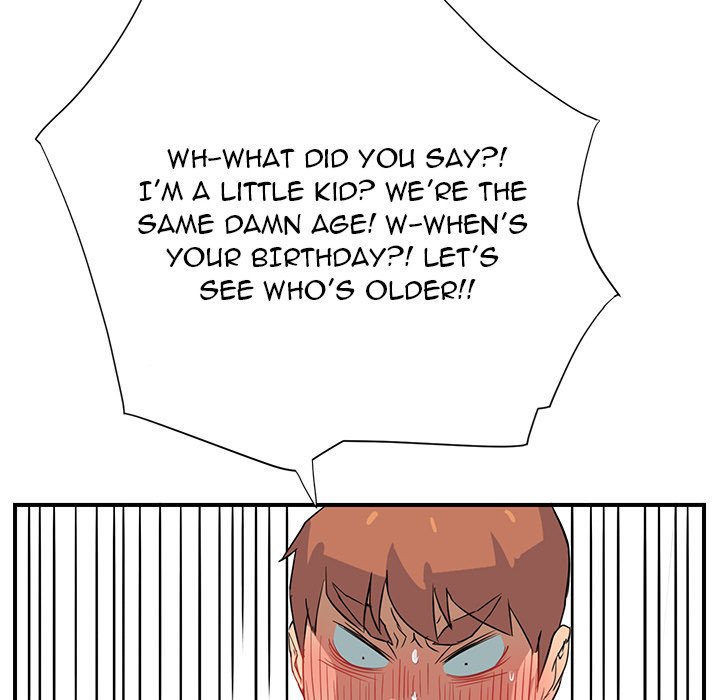 WH-WHAT DID YOU SAY?!
I'M A LITTLE KID? WE'RE THE
SAME DAMN AGE! W-WHEN'S
YOUR BIRTHDAY?! LET'S
SEE WHO'S OLDER!!